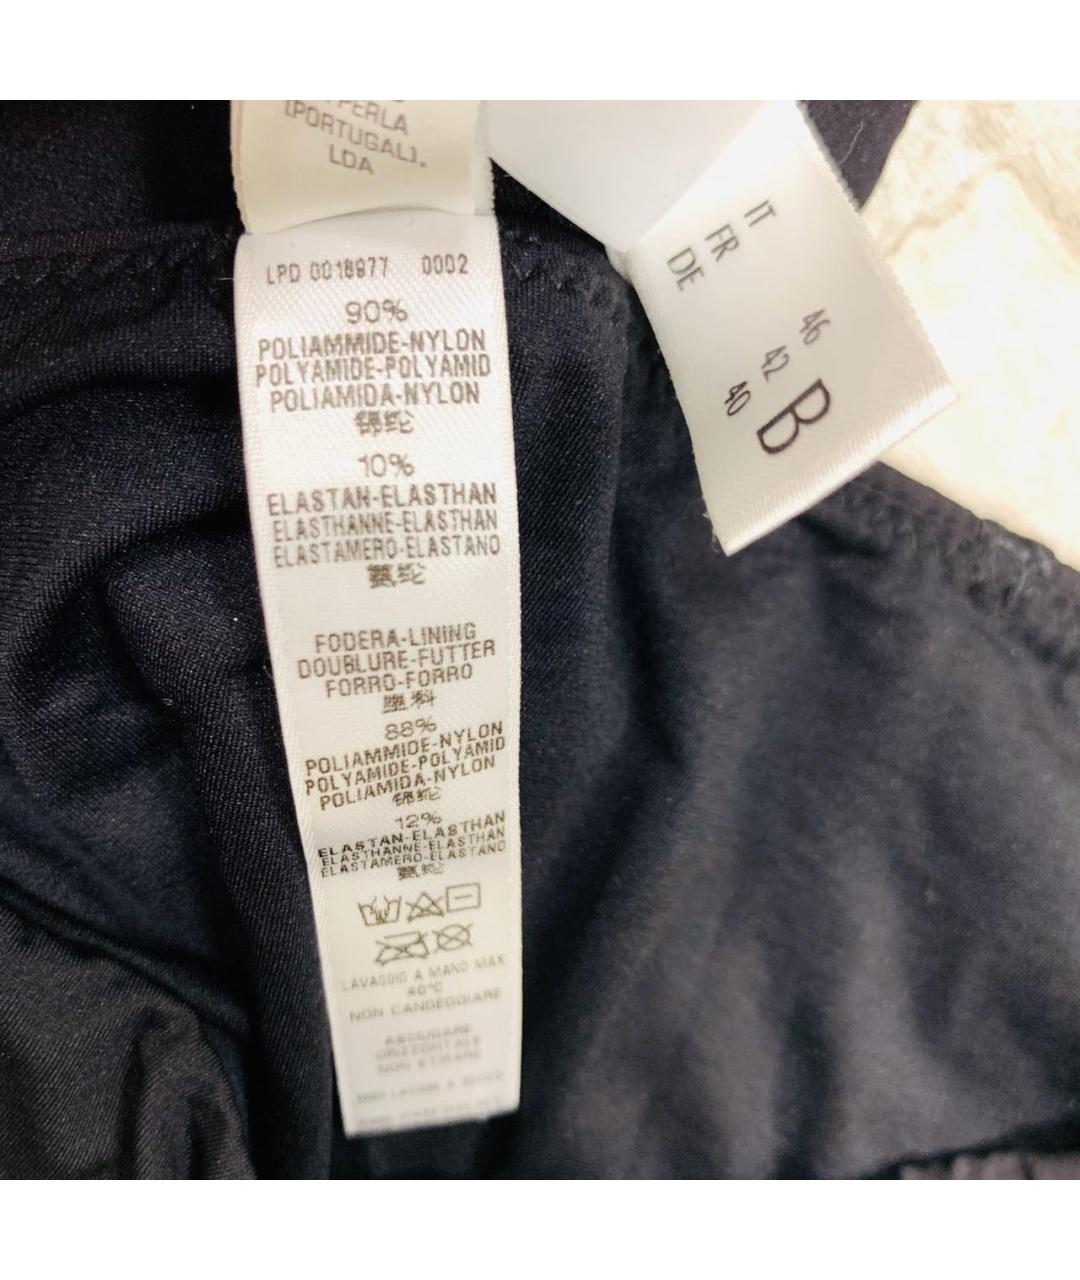 PERLA
(PORTUGAL),
LDA
LPD 0018977 0002
90%
POLIAMMIDE-NYLON
POLYAMIDE-POLYAMID
POLIAMIDA-NYLON
锦纶
10%
ELASTAN-ELASTHAN
ELASTHANNE-ELASTHAN
ELASTAMERO-ELASTANO
氨纶
FODERA-LINING
DOUBLURE-FUTTER
FORRO-FORRO
里料
88%
POLIAMMIDE-NYLON
POLYAMIDE-POLYAMID
POLIAMIDA-NYLON
锦纶
12%
ELASTAN-ELASTHAN
ELASTHANNE-ELASTHAN
ELASTAMERO-ELASTANO
氨纶
LAVAGGIO A MANO MAX
40°C
NON CANDEGGIARE
ASCIUGARE
ORIZZONTALE
NON STIRARE
NON LAVARE A SECCO
IT 46
FR 42
DE 40
B